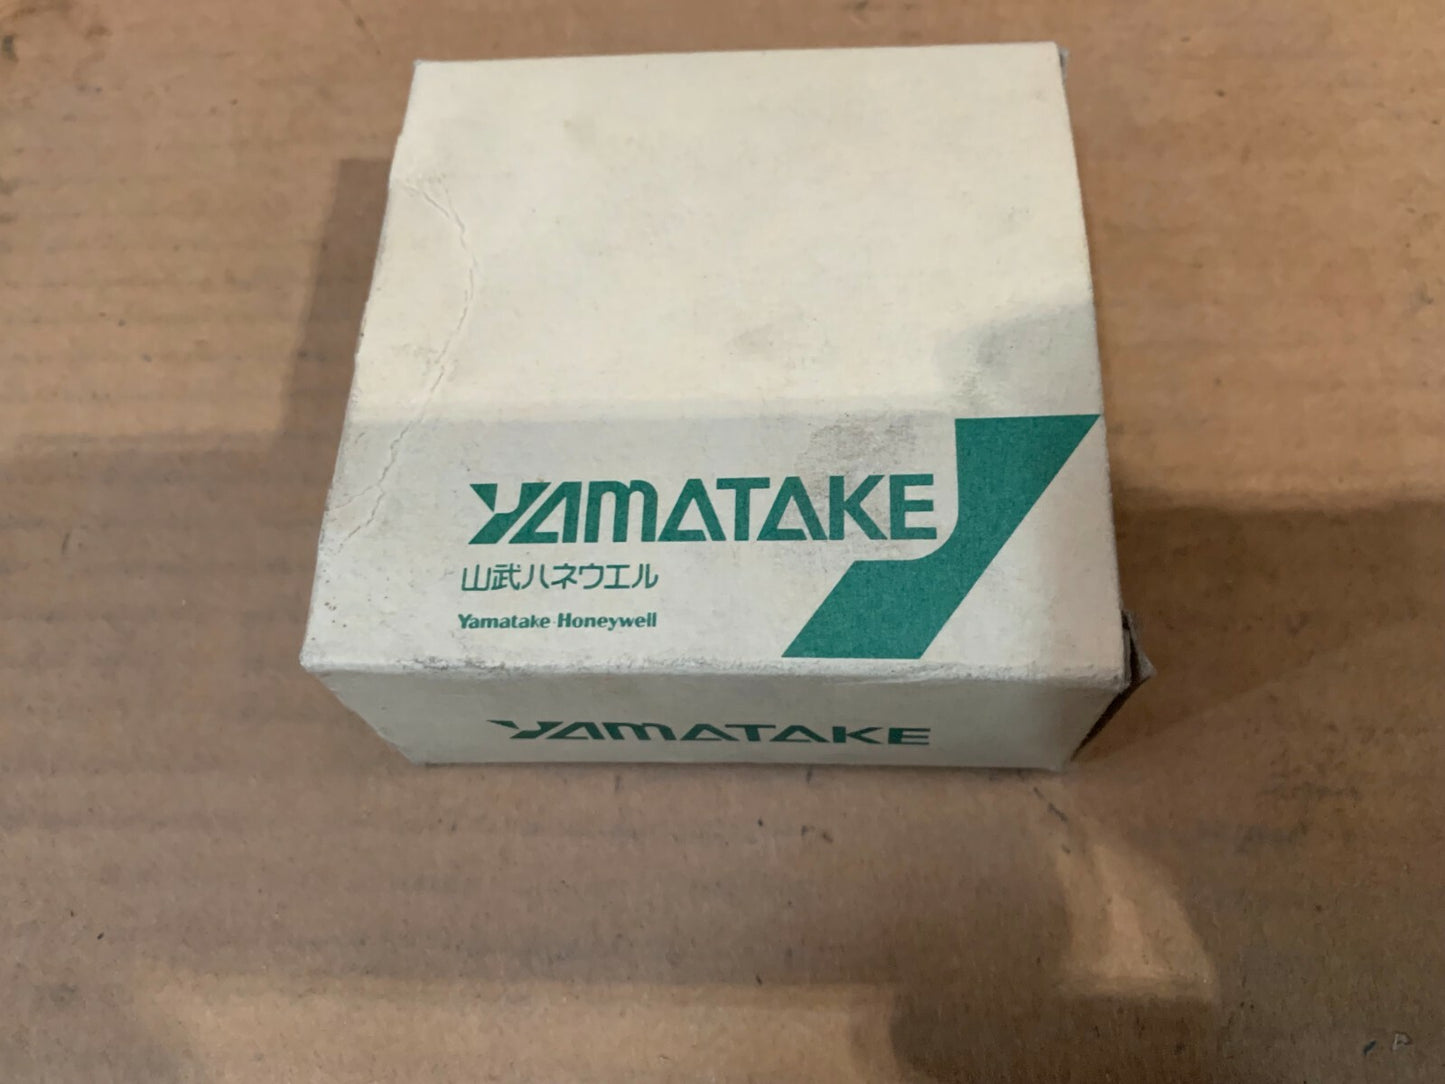 YAMATAKE
山武ハネウエル
Yamatake-Honeywell
YAMATAKE